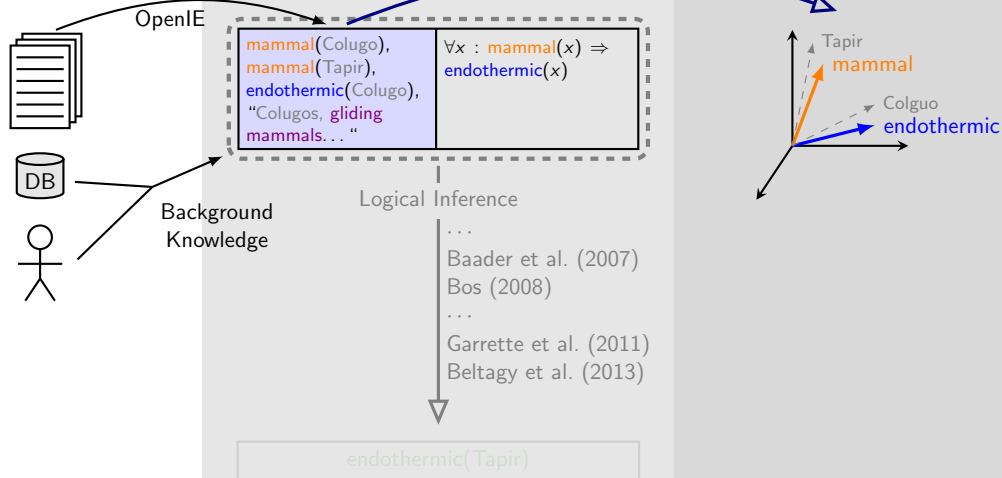 OpenIE
mammal(Colugo),
mammal(Tapir),
endothermic(Colugo),
“Colugos, gliding
mammals. . . “
∀x : mammal(x) ⇒
endothermic(x)
DB
Background
Knowledge
Logical Inference
. . .
Baader et al. (2007)
Bos (2008)
. . .
Garrette et al. (2011)
Beltagy et al. (2013)
endothermic(Tapir)
Tapir
mammal
Colguo
endothermic